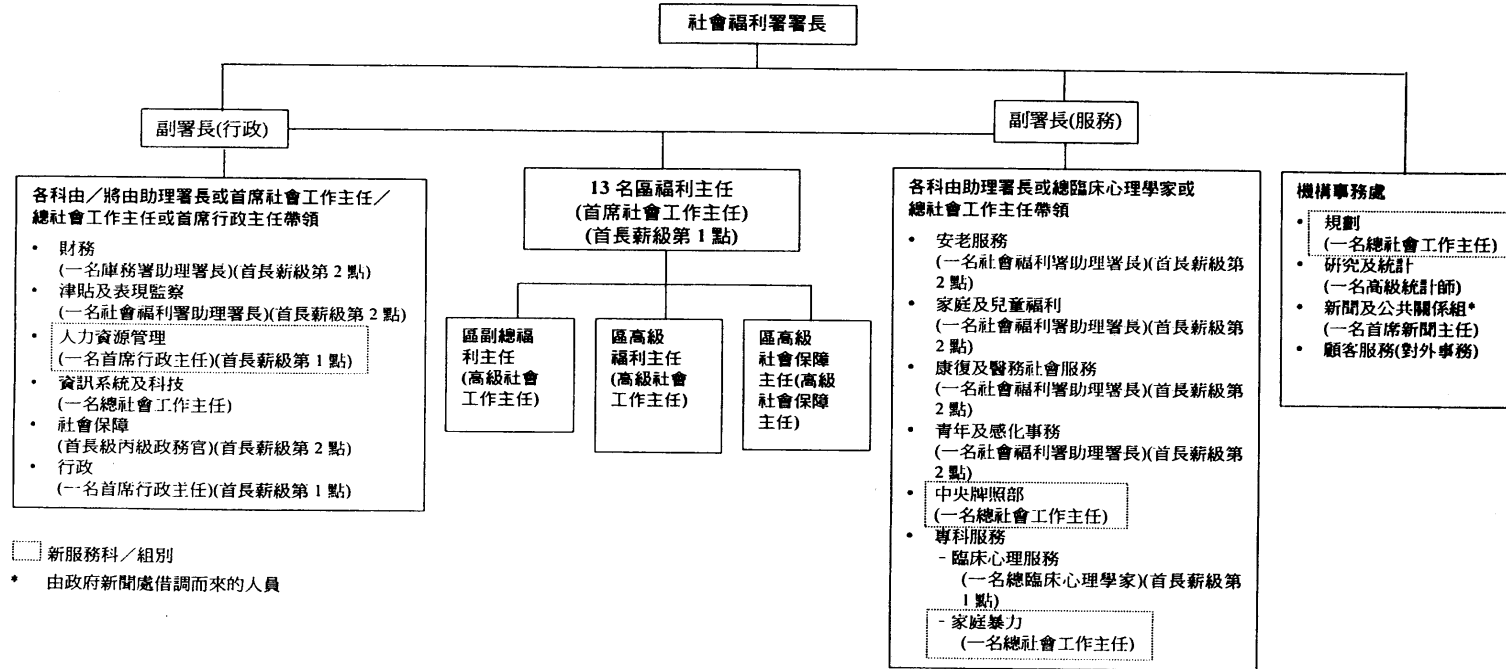 社會福利署署長
副署長(行政)
副署長(服務)
各科由／將由助理署長或首席社會工作主任／
總社會工作主任或首席行政主任帶領
• 財務
(一名庫務署助理署長)(首長薪級第 2 點)
• 津貼及表現監察
(一名社會福利署助理署長)(首長薪級第 2 點)
• 人力資源管理
(一名首席行政主任)(首長薪級第 1 點)
• 資訊系統及科技
(一名總社會工作主任)
• 社會保障
(首長級丙級政務官)(首長薪級第 2 點)
• 行政
(一名首席行政主任)(首長薪級第 1 點)
13 名區福利主任
(首席社會工作主任)
(首長薪級第 1 點)
區副總福
利主任
(高級社會
工作主任)
區高級
福利主任
(高級社會
工作主任)
區高級
社會保障
主任(高級
社會保障
主任)
各科由助理署長或總臨床心理學家或
總社會工作主任帶領
• 安老服務
(一名社會福利署助理署長)(首長薪級第
2 點)
• 家庭及兒童福利
(一名社會福利署助理署長)(首長薪級第
2 點)
• 康復及醫務社會服務
(一名社會福利署助理署長)(首長薪級第
2 點)
• 青年及感化事務
(一名社會福利署助理署長)(首長薪級第
2 點)
• 中央牌照部
(一名總社會工作主任)
• 專科服務
- 臨床心理服務
(一名總臨床心理學家)(首長薪級第
1 點)
- 家庭暴力
(一名總社會工作主任)
機構事務處
• 規劃
(一名總社會工作主任)
• 研究及統計
(一名高級統計師)
• 新聞及公共關係組*
(一名首席新聞主任)
• 顧客服務(對外事務)
新服務科／組別
* 由政府新聞處借調而來的人員